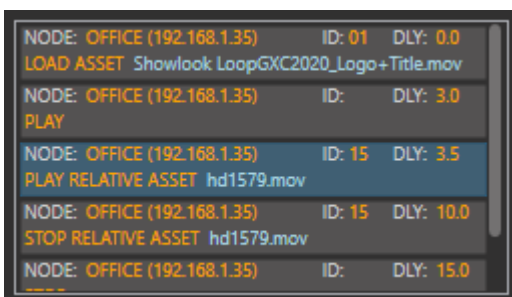 NODE: OFFICE (192.168.1.35) ID: 01 DLY: 0.0
LOAD ASSET Showlook LoopGXC2020_Logo+Title.mov
NODE: OFFICE (192.168.1.35) ID: DLY: 3.0
PLAY
NODE: OFFICE (192.168.1.35) ID: 15 DLY: 3.5
PLAY RELATIVE ASSET hd1579.mov
NODE: OFFICE (192.168.1.35) ID: 15 DLY: 10.0
STOP RELATIVE ASSET hd1579.mov
NODE: OFFICE (192.168.1.35) ID: DLY: 15.0